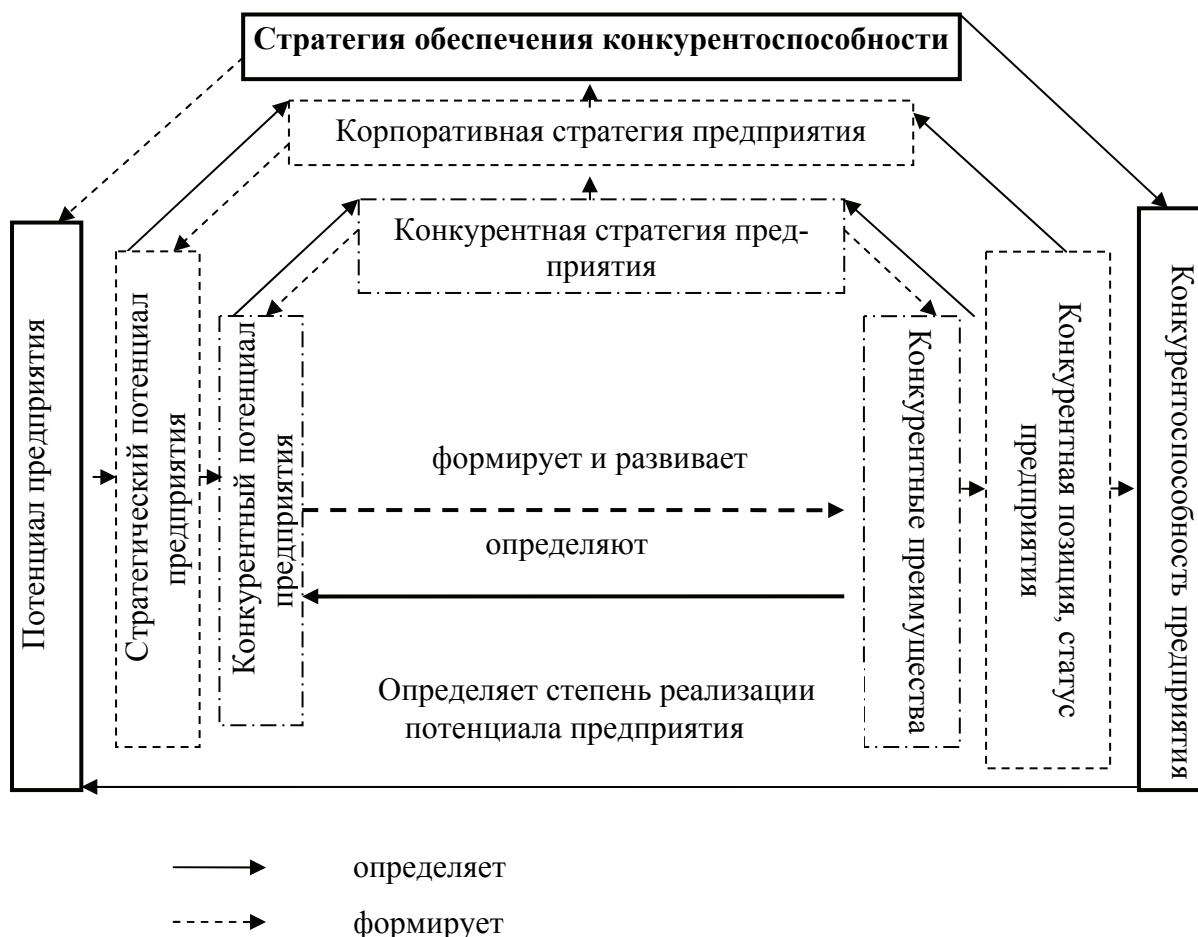 Стратегия обеспечения конкурентоспособности
Корпоративная стратегия предприятия
Конкурентная стратегия пред-
приятия
Потенциал предприятия
Стратегический потенциал
предприятия
Конкурентный потенциал
предприятия
формирует и развивает
определяют
Определяет степень реализации
потенциала предприятия
Конкурентные преимущества
Конкурентная позиция, статус
предприятия
Конкурентоспособность предприятия
определяет
формирует